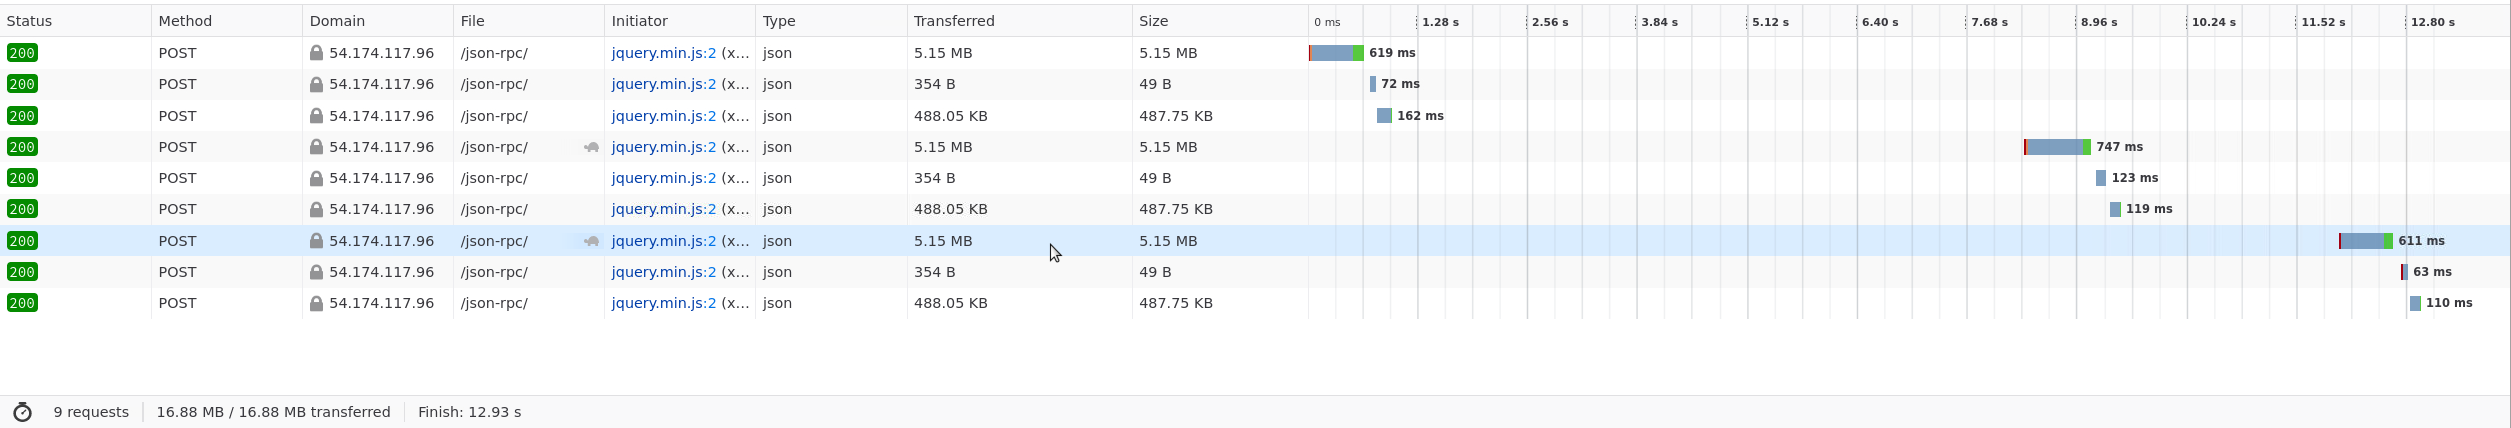 Status Method Domain File Initiator Type Transferred Size 0 ms 1.28 s 2.56 s 3.84 s 5.12 s 6.40 s 7.68 s 8.96 s 10.24 s 11.52 s 12.80 s
200 POST 54.174.117.96 /json-rpc/ jquery.min.js:2 (x… json 5.15 MB 5.15 MB 619 ms
200 POST 54.174.117.96 /json-rpc/ jquery.min.js:2 (x… json 354 B 49 B 72 ms
200 POST 54.174.117.96 /json-rpc/ jquery.min.js:2 (x… json 488.05 KB 487.75 KB 162 ms
200 POST 54.174.117.96 /json-rpc/ jquery.min.js:2 (x… json 5.15 MB 5.15 MB 747 ms
200 POST 54.174.117.96 /json-rpc/ jquery.min.js:2 (x… json 354 B 49 B 123 ms
200 POST 54.174.117.96 /json-rpc/ jquery.min.js:2 (x… json 488.05 KB 487.75 KB 119 ms
200 POST 54.174.117.96 /json-rpc/ jquery.min.js:2 (x… json 5.15 MB 5.15 MB 611 ms
200 POST 54.174.117.96 /json-rpc/ jquery.min.js:2 (x… json 354 B 49 B 63 ms
200 POST 54.174.117.96 /json-rpc/ jquery.min.js:2 (x… json 488.05 KB 487.75 KB 110 ms
9 requests 16.88 MB / 16.88 MB transferred Finish: 12.93 s